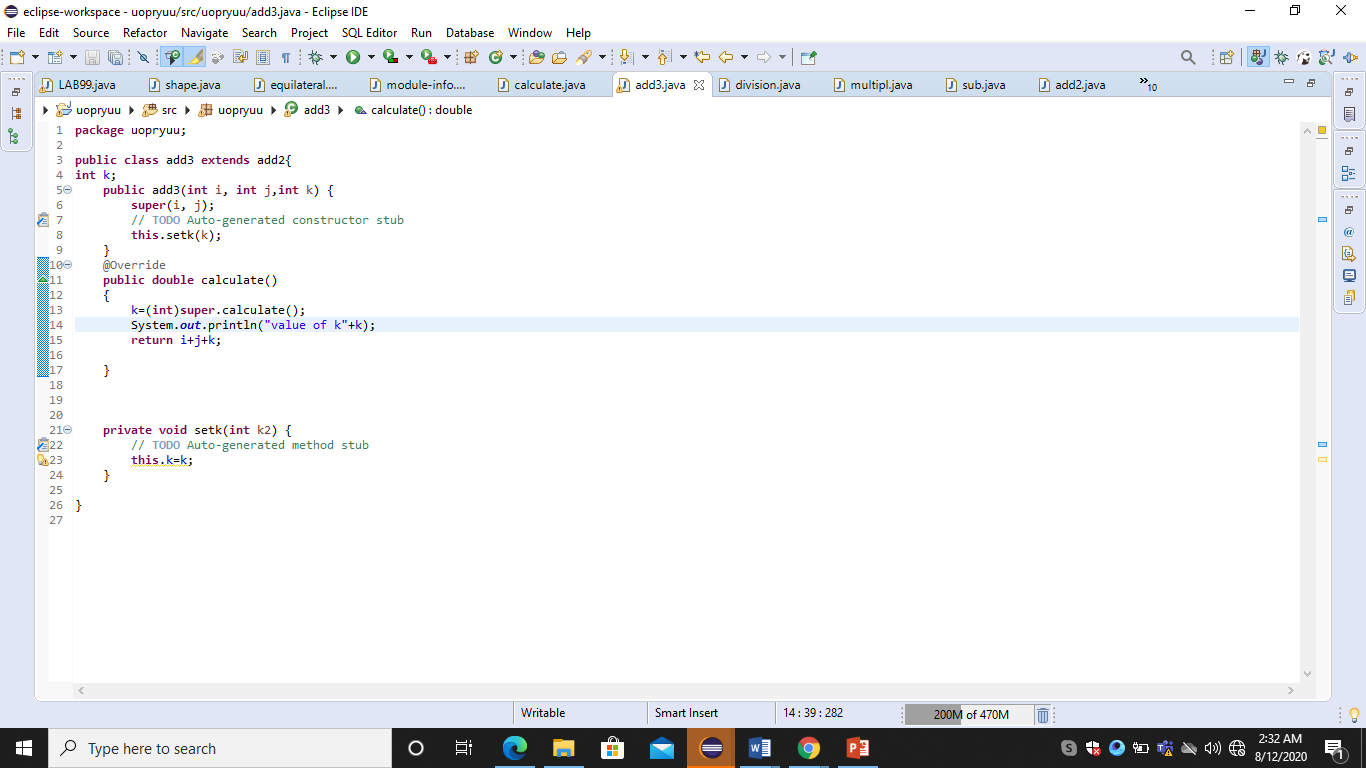 eclipse-workspace - uopryuu/src/uopryuu/add3.java - Eclipse IDE
File Edit Source Refactor Navigate Search Project SQL Editor Run Database Window Help
LAB99.java shape.java equilateral.... module-info.... calculate.java add3.java division.java multipl.java sub.java add2.java »10
uopryuu src uopryuu add3 calculate() : double
1 package uopryuu;
2
3 public class add3 extends add2{
4 int k;
5 public add3(int i, int j,int k) {
6 super(i, j);
7 // TODO Auto-generated constructor stub
8 this.setk(k);
9 }
10 @Override
11 public double calculate()
12 {
13 k=(int)super.calculate();
14 System.out.println("value of k"+k);
15 return i+j+k;
16
17 }
18
19
20
21 private void setk(int k2) {
22 // TODO Auto-generated method stub
23 this.k=k;
24 }
25
26 }
27
Writable Smart Insert 14 : 39 : 282 200M of 470M
Type here to search
2:32 AM
8/12/2020
1